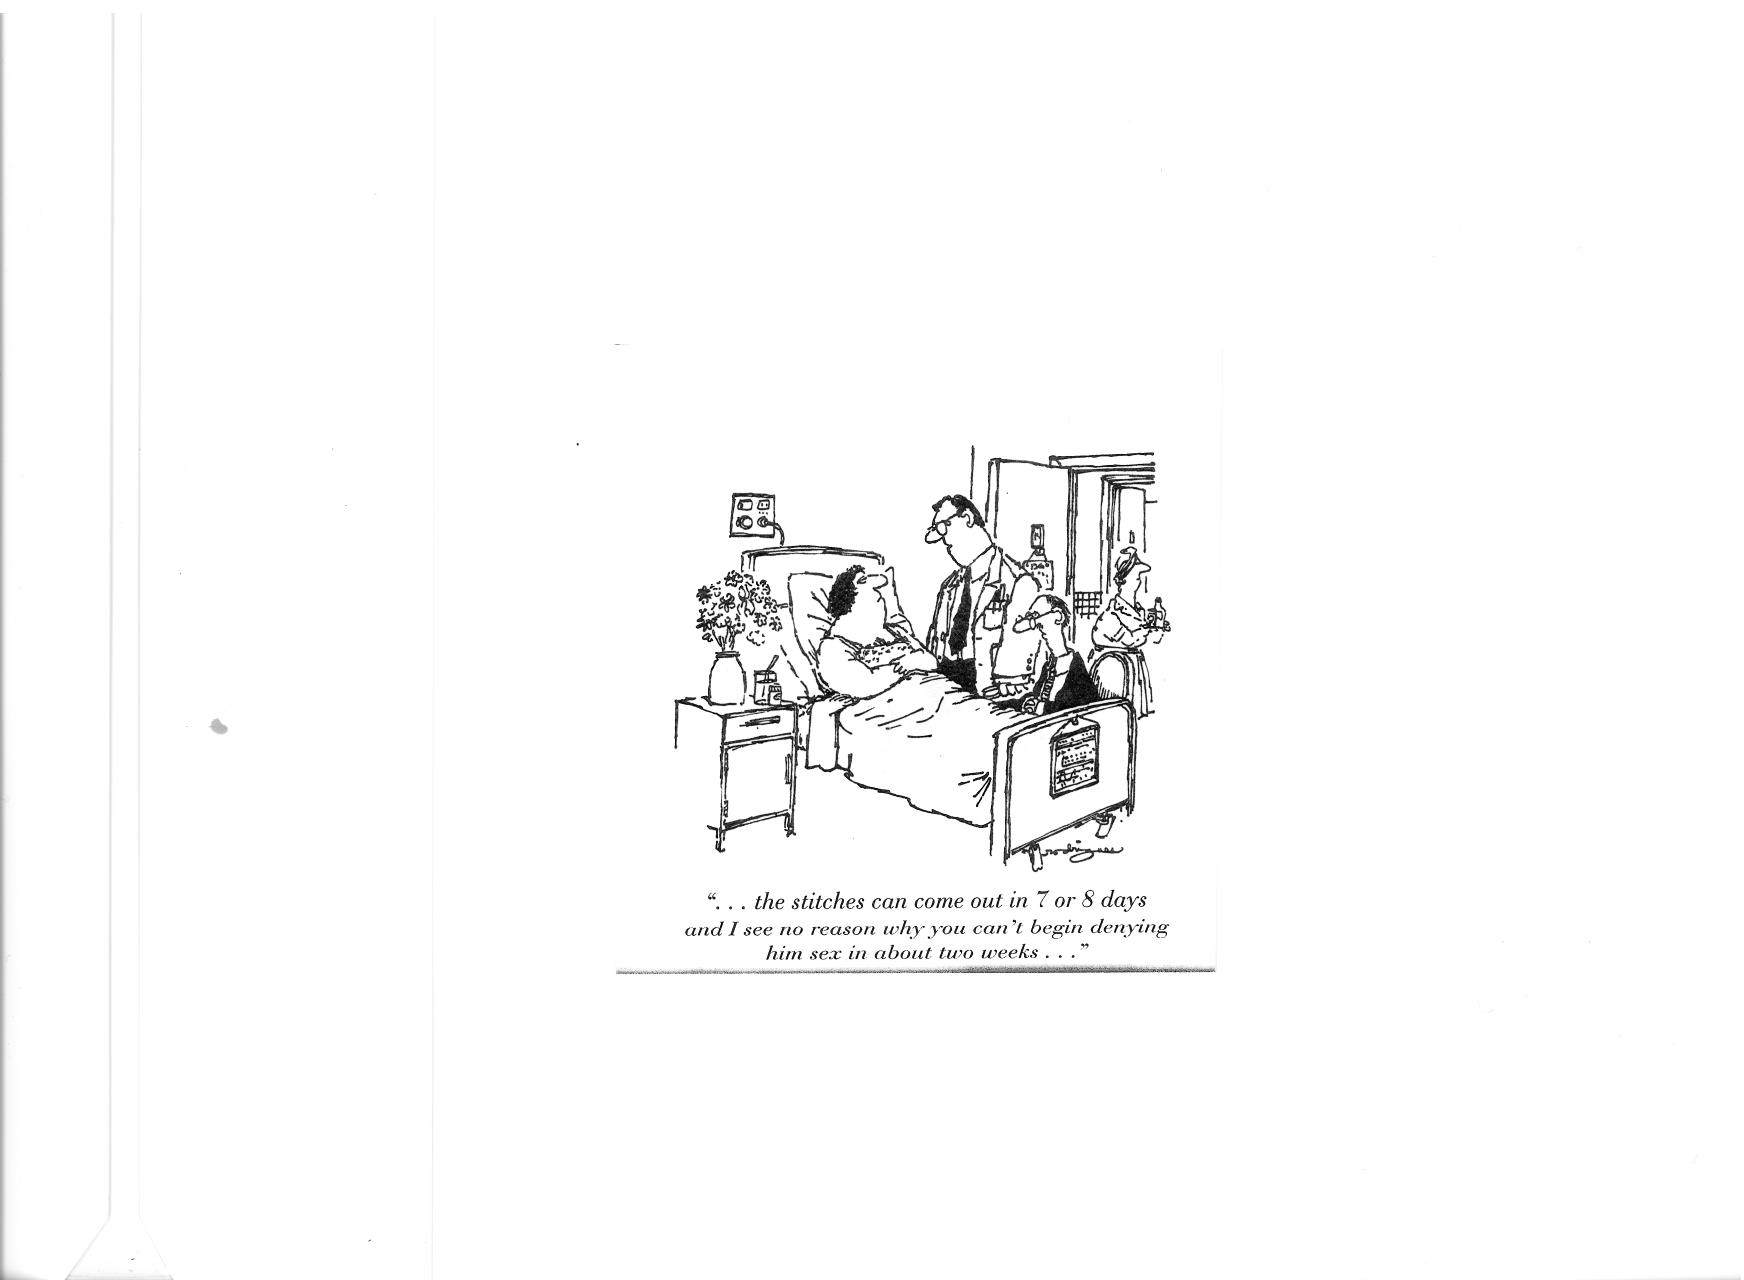 Rodrigues
“. . . the stitches can come out in 7 or 8 days
and I see no reason why you can’t begin denying
him sex in about two weeks . . .”